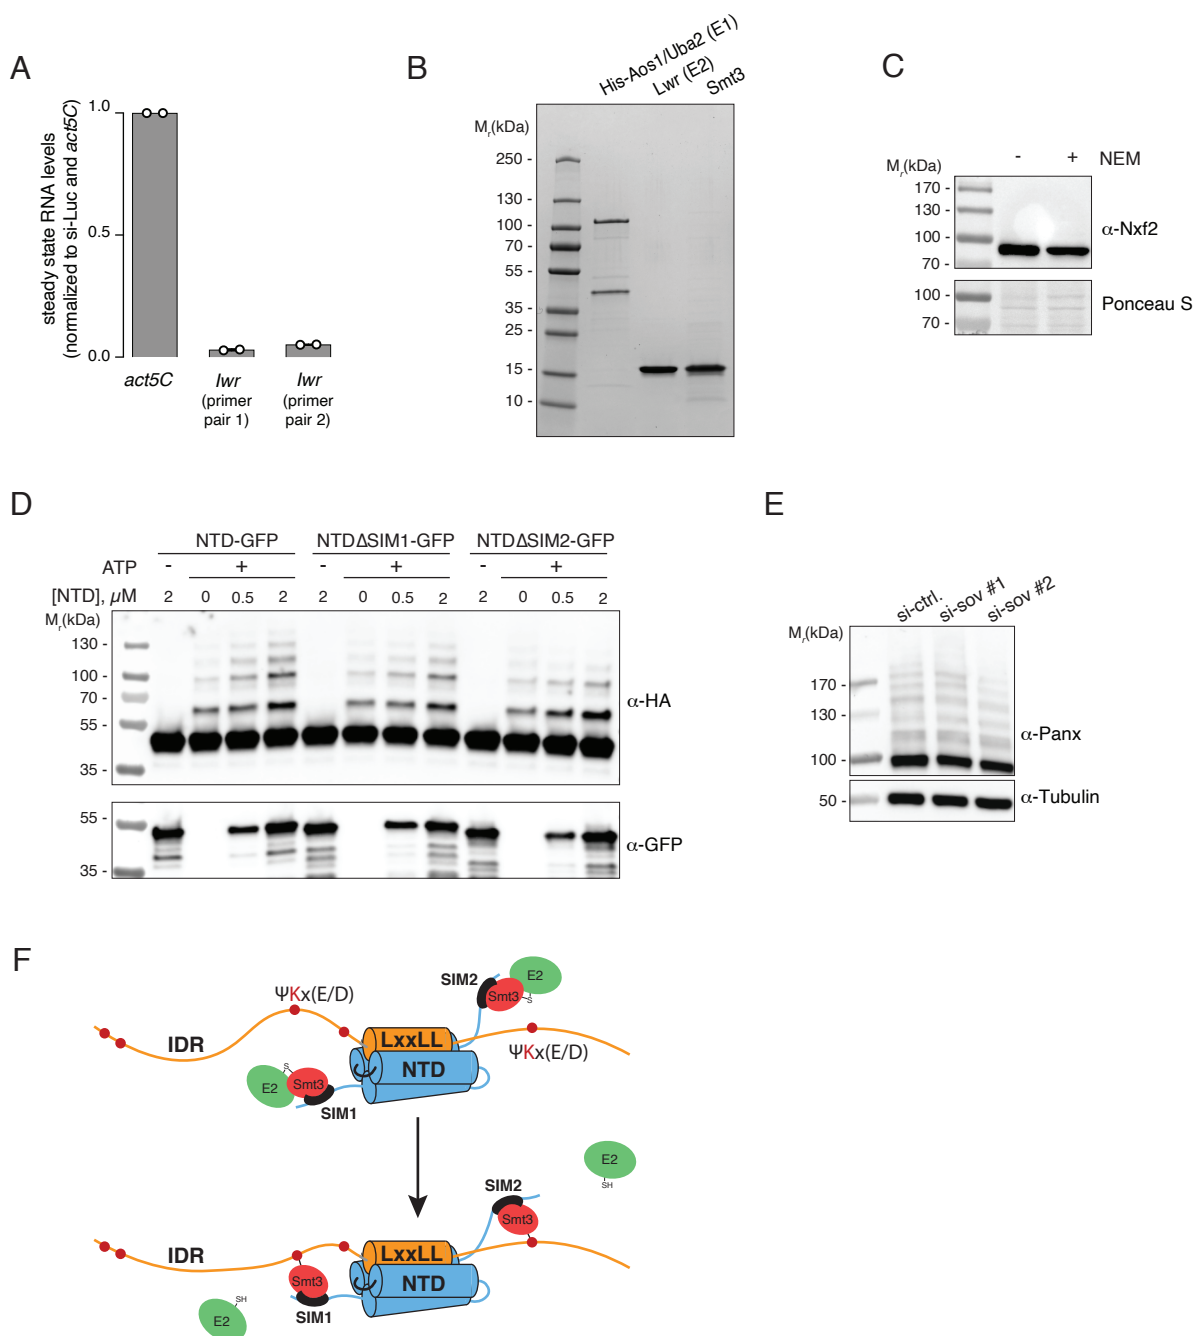 A
steady state RNA levels
(normalized to si-Luc and act5C)
1.0
0.5
0.0
act5C
lwr
(primer
pair 1)
lwr
(primer
pair 2)
B
His-Aos1/Uba2 (E1)
Lwr (E2)
Smt3
Mr(kDa)
250 -
130 -
100 -
70 -
55 -
35 -
25 -
15 -
10 -
C
- + NEM
Mr(kDa)
170 -
130 -
100 -
70 -
α-Nxf2
100 -
70 -
Ponceau S
D
NTD-GFP NTDΔSIM1-GFP NTDΔSIM2-GFP
ATP - + - + - +
[NTD], µM 2 0 0.5 2 2 0 0.5 2 2 0 0.5 2
Mr(kDa)
130 -
100 -
70 -
55 -
35 -
α-HA
55 -
35 -
α-GFP
E
si-ctrl.
si-sov #1
si-sov #2
Mr(kDa)
170 -
130 -
100 -
α-Panx
50 -
α-Tubulin
F
ΨKx(E/D)
IDR
SIM2
E2
Smt3
S
LxxLL
NTD
ΨKx(E/D)
S
E2
Smt3
SIM1
E2
SH
SIM2
Smt3
IDR
LxxLL
NTD
Smt3
SIM1
SH
E2